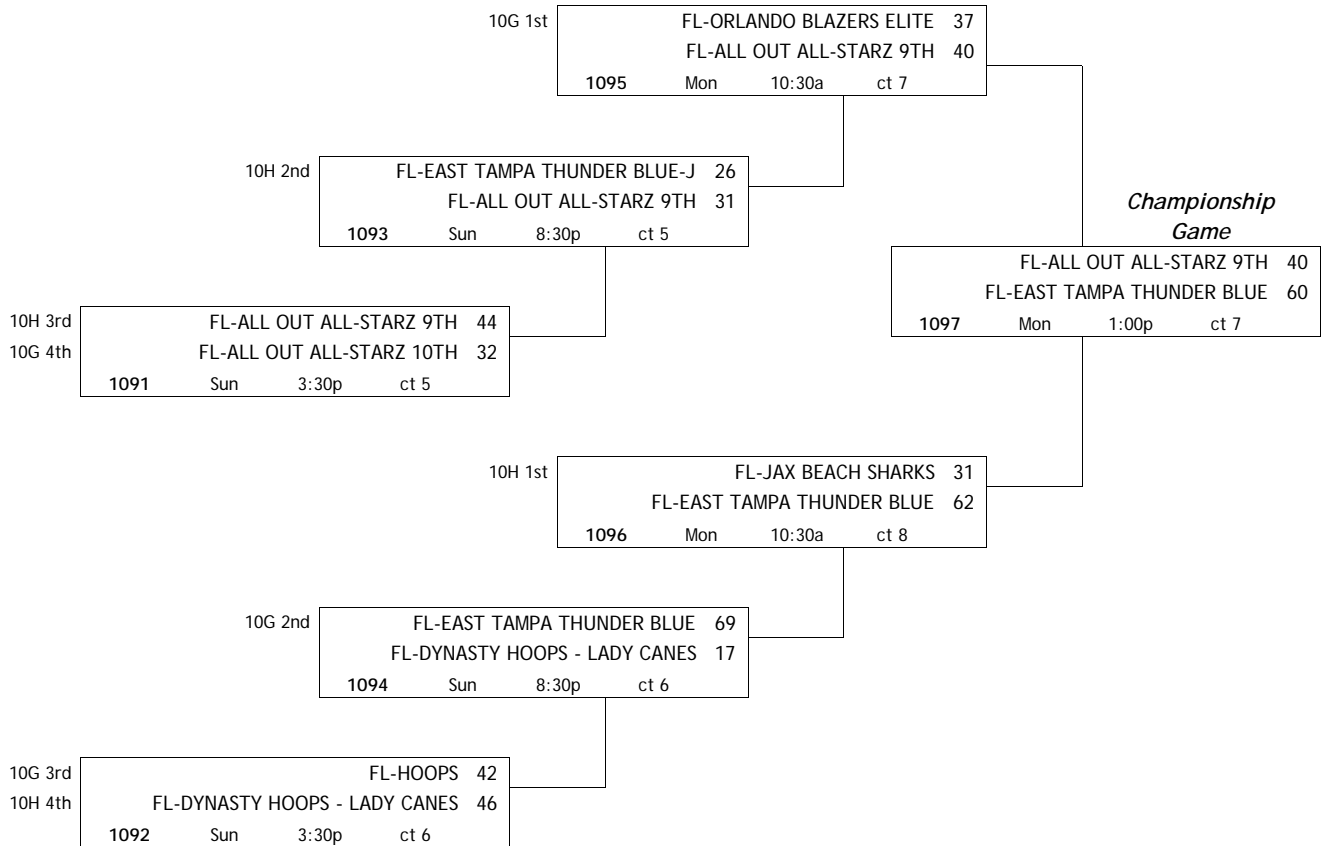 10G 1st
FL-ORLANDO BLAZERS ELITE 37
FL-ALL OUT ALL-STARZ 9TH 40
1095 Mon 10:30a ct 7
10H 2nd
FL-EAST TAMPA THUNDER BLUE-J 26
FL-ALL OUT ALL-STARZ 9TH 31
1093 Sun 8:30p ct 5
Championship
Game
FL-ALL OUT ALL-STARZ 9TH 40
FL-EAST TAMPA THUNDER BLUE 60
1097 Mon 1:00p ct 7
10H 3rd FL-ALL OUT ALL-STARZ 9TH 44
10G 4th FL-ALL OUT ALL-STARZ 10TH 32
1091 Sun 3:30p ct 5
10H 1st
FL-JAX BEACH SHARKS 31
FL-EAST TAMPA THUNDER BLUE 62
1096 Mon 10:30a ct 8
10G 2nd
FL-EAST TAMPA THUNDER BLUE 69
FL-DYNASTY HOOPS - LADY CANES 17
1094 Sun 8:30p ct 6
10G 3rd FL-HOOPS 42
10H 4th FL-DYNASTY HOOPS - LADY CANES 46
1092 Sun 3:30p ct 6